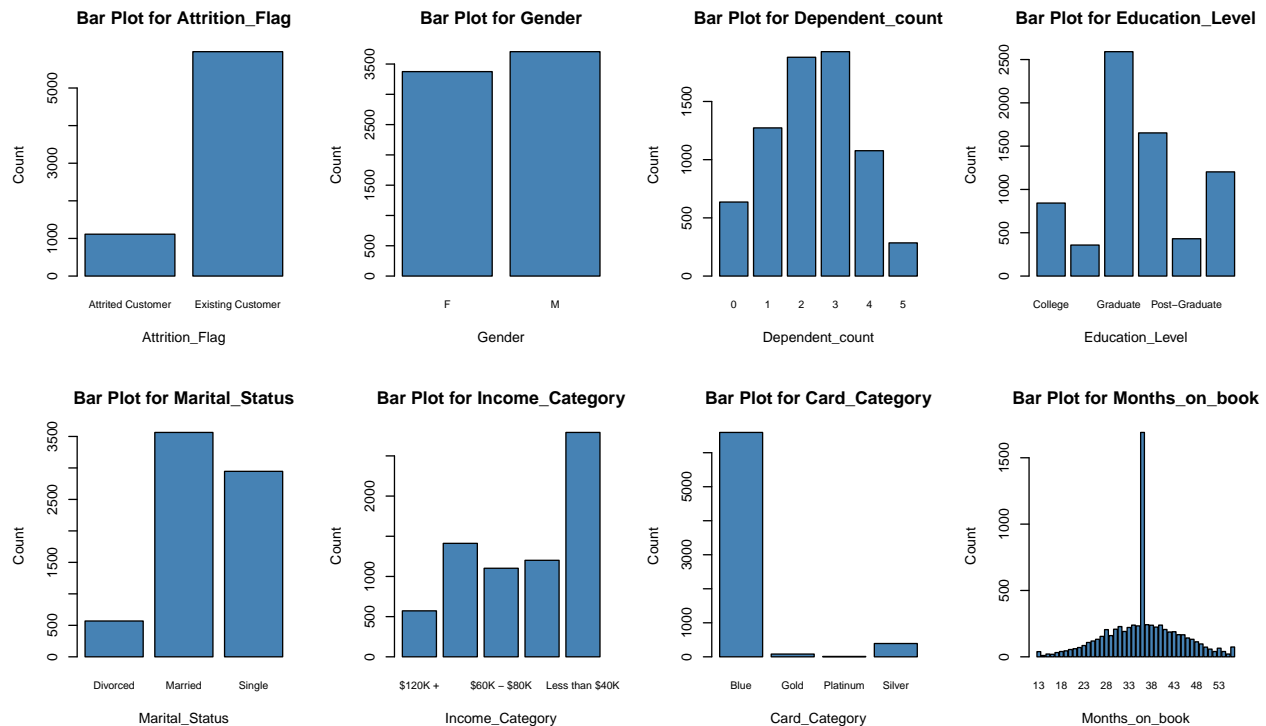 Bar Plot for Attrition_Flag
Count
5000
3000
1000
0
Attrited Customer Existing Customer
Attrition_Flag
Bar Plot for Gender
Count
3500
2500
1500
500
0
F M
Gender
Bar Plot for Dependent_count
Count
1500
1000
500
0
0 1 2 3 4 5
Dependent_count
Bar Plot for Education_Level
Count
2500
2000
1500
1000
500
0
College Graduate Post−Graduate
Education_Level
Bar Plot for Marital_Status
Count
3500
2500
1500
500
0
Divorced Married Single
Marital_Status
Bar Plot for Income_Category
Count
2000
1000
500
0
$120K + $60K − $80K Less than $40K
Income_Category
Bar Plot for Card_Category
Count
5000
3000
1000
0
Blue Gold Platinum Silver
Card_Category
Bar Plot for Months_on_book
Count
1500
1000
500
0
13 18 23 28 33 38 43 48 53
Months_on_book